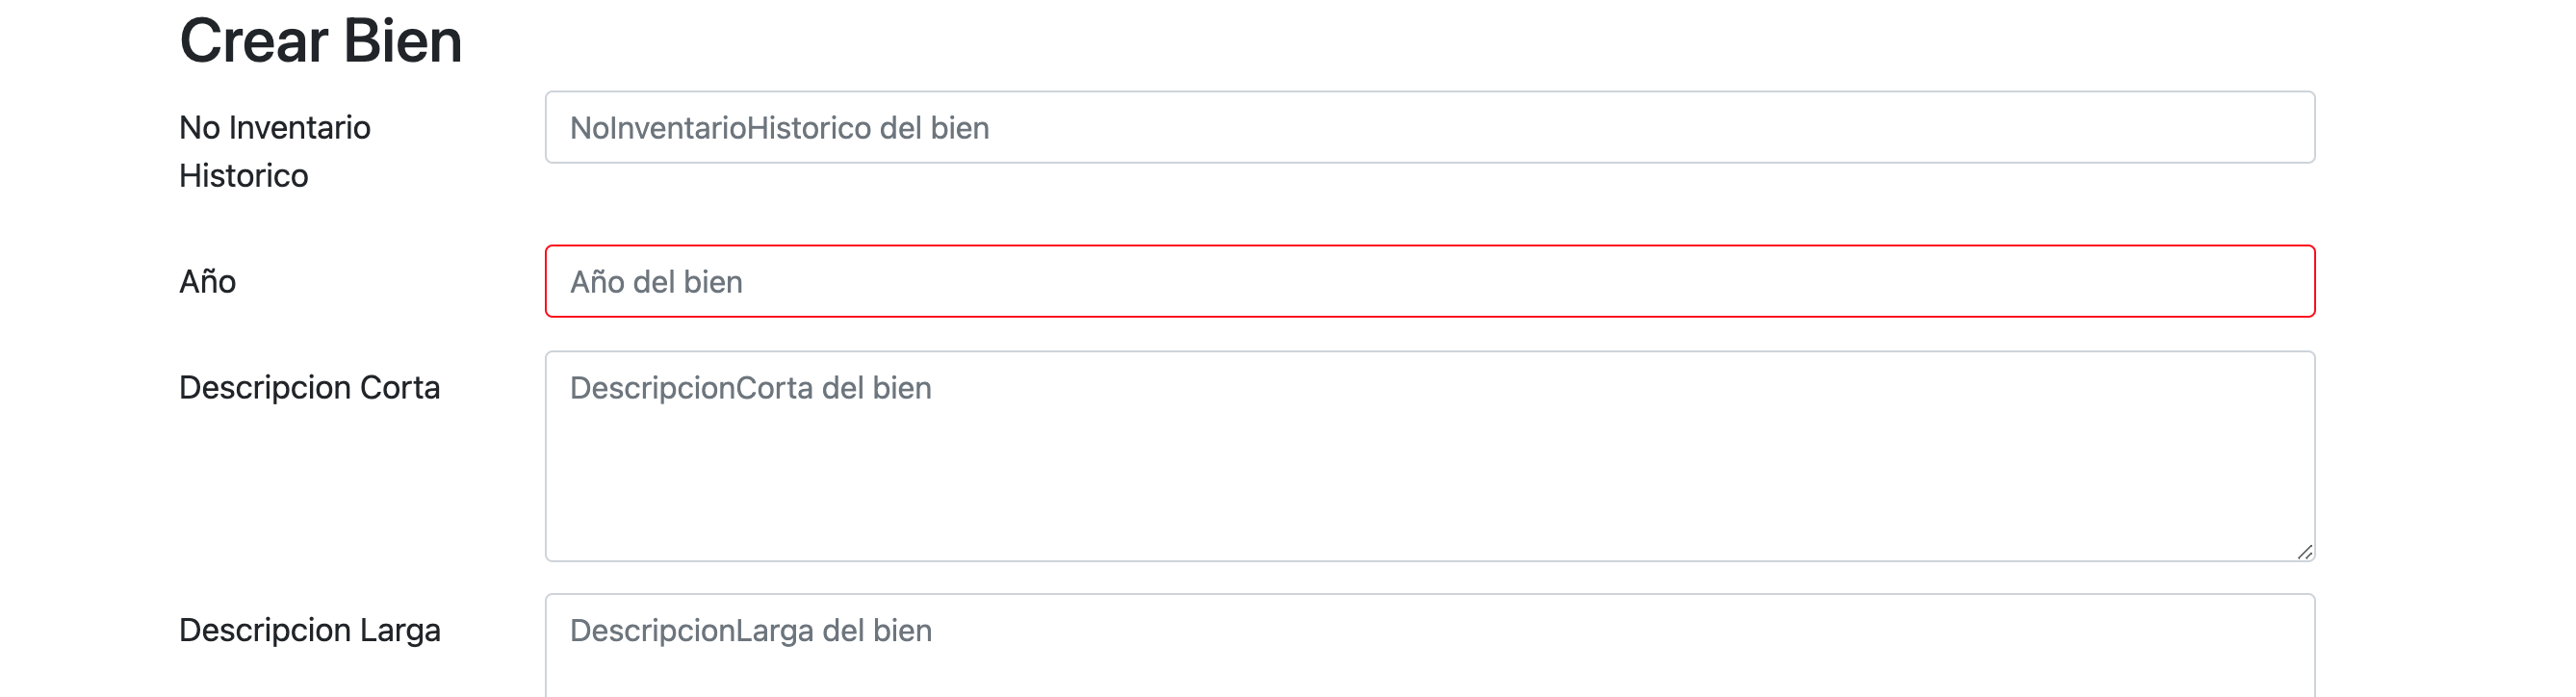 Crear Bien
No Inventario
Historico
NoInventarioHistorico del bien
Año
Año del bien
Descripcion Corta
DescripcionCorta del bien
Descripcion Larga
DescripcionLarga del bien